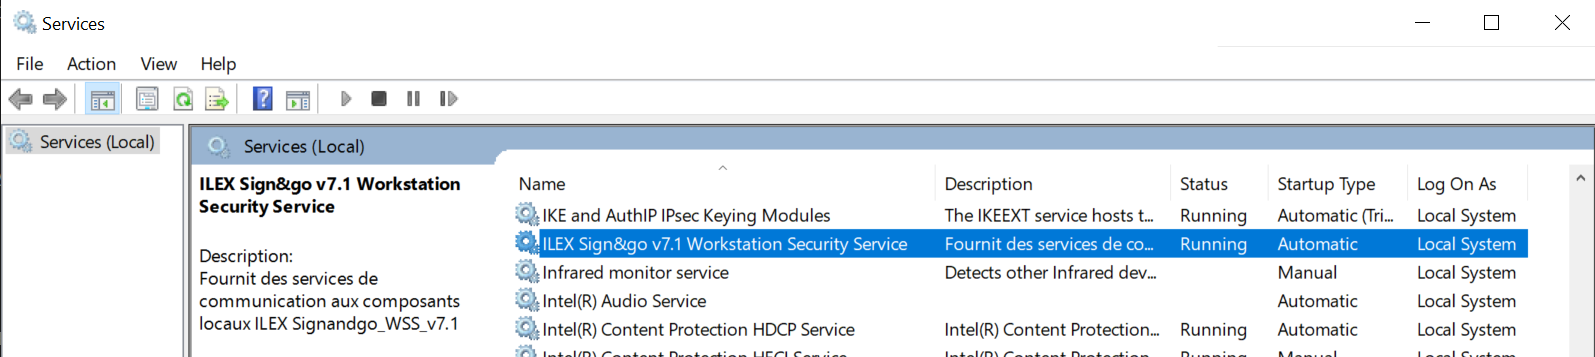 Services
File Action View Help
Services (Local)
Services (Local)
ILEX Sign&go v7.1 Workstation
Security Service
Description:
Fournit des services de
communication aux composants
locaux ILEX Signandgo_WSS_v7.1
Name Description Status Startup Type Log On As
IKE and AuthIP IPsec Keying Modules The IKEEXT service hosts t... Running Automatic (Tri... Local System
ILEX Sign&go v7.1 Workstation Security Service Fournit des services de co... Running Automatic Local System
Infrared monitor service Detects other Infrared dev... Manual Local System
Intel(R) Audio Service Automatic Local System
Intel(R) Content Protection HDCP Service Intel(R) Content Protection... Running Automatic Local System